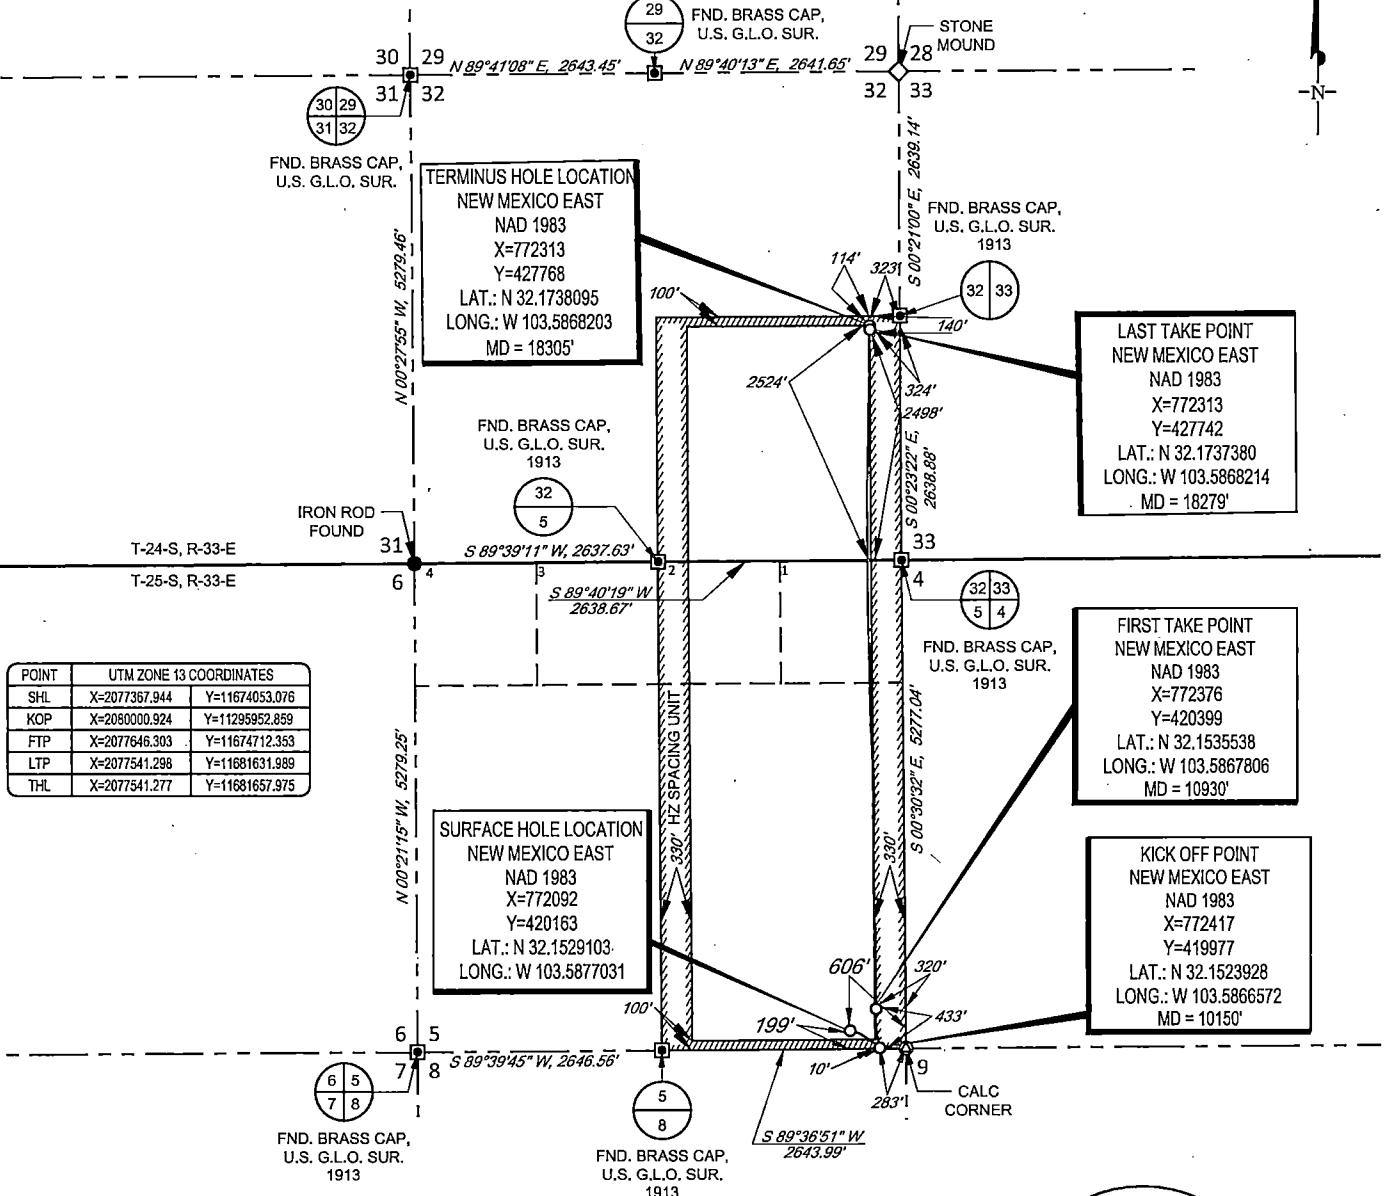 29
32
FND. BRASS CAP,
U.S. G.L.O. SUR.
STONE
MOUND
30 29
31 32
N 89°41'08" E, 2643.45'
N 89°40'13" E, 2641.65'
29 28
32 33
-N-
30 29
31 32
FND. BRASS CAP,
U.S. G.L.O. SUR.
S 00°21'00" E, 2639.14'
TERMINUS HOLE LOCATION
NEW MEXICO EAST
NAD 1983
X=772313
Y=427768
LAT.: N 32.1738095
LONG.: W 103.5868203
MD = 18305'
N 00°27'55" W, 5279.46'
FND. BRASS CAP,
U.S. G.L.O. SUR.
1913
32 33
114'
323'
100'
140'
2524'
324'
2498'
S 00°23'22" E,
2638.88'
LAST TAKE POINT
NEW MEXICO EAST
NAD 1983
X=772313
Y=427742
LAT.: N 32.1737380
LONG.: W 103.5868214
MD = 18279'
FND. BRASS CAP,
U.S. G.L.O. SUR.
1913
32
5
IRON ROD
FOUND
T-24-S, R-33-E
T-25-S, R-33-E
31
6
4
3
2
1
S 89°39'11" W, 2637.63'
S 89°40'19" W
2638.67'
33
4
32 33
5 4
FND. BRASS CAP,
U.S. G.L.O. SUR.
1913
FIRST TAKE POINT
NEW MEXICO EAST
NAD 1983
X=772376
Y=420399
LAT.: N 32.1535538
LONG.: W 103.5867806
MD = 10930'
POINT UTM ZONE 13 COORDINATES
SHL X=2077367.944 Y=11674053.076
KOP X=2080000.924 Y=11295952.859
FTP X=2077646.303 Y=11674712.353
LTP X=2077541.298 Y=11681631.989
THL X=2077541.277 Y=11681657.975
N 00°21'15" W, 5279.25'
330' HZ SPACING UNIT
330'
S 00°30'32" E, 5277.04'
SURFACE HOLE LOCATION
NEW MEXICO EAST
NAD 1983
X=772092
Y=420163
LAT.: N 32.1529103
LONG.: W 103.5877031
KICK OFF POINT
NEW MEXICO EAST
NAD 1983
X=772417
Y=419977
LAT.: N 32.1523928
LONG.: W 103.5866572
MD = 10150'
606'
320'
433'
100'
199'
10'
283'
6 5
7 8
S 89°39'45" W, 2646.56'
9
CALC
CORNER
6 5
7 8
FND. BRASS CAP,
U.S. G.L.O. SUR.
1913
5
8
FND. BRASS CAP,
U.S. G.L.O. SUR.
1913
S 89°36'51" W
2643.99'